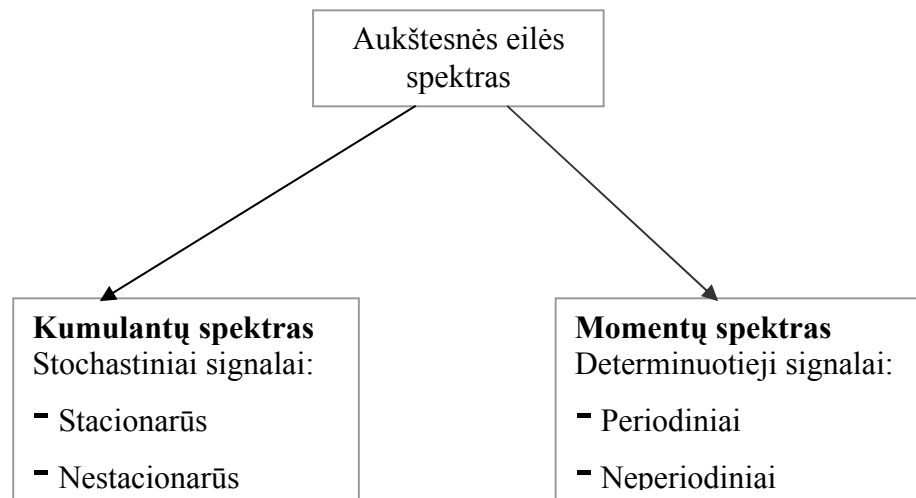 Aukštesnės eilės
spektras
Kumulantų spektras
Stochastiniai signalai:
- Stacionarūs
- Nestacionarūs
Momentų spektras
Determinuotieji signalai:
- Periodiniai
- Neperiodiniai